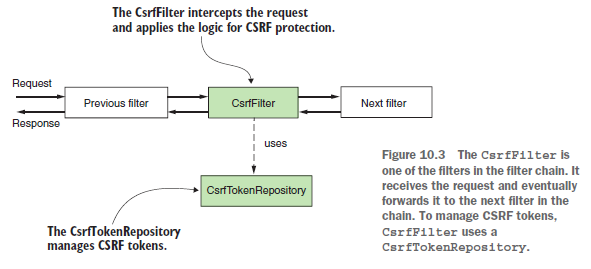 The CsrfFilter intercepts the request
and applies the logic for CSRF protection.
Request
Previous filter
CsrfFilter
Next filter
Response
uses
CsrfTokenRepository
The CsrfTokenRepository
manages CSRF tokens.
Figure 10.3 The CsrfFilter is
one of the filters in the filter chain. It
receives the request and eventually
forwards it to the next filter in the
chain. To manage CSRF tokens,
CsrfFilter uses a
CsrfTokenRepository.